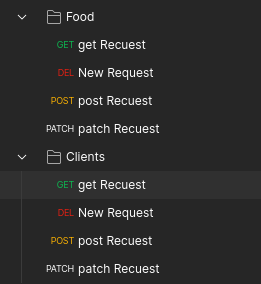 Food
GET get Recuest
DEL New Request
POST post Recuest
PATCH patch Recuest
Clients
GET get Recuest
DEL New Request
POST post Recuest
PATCH patch Recuest